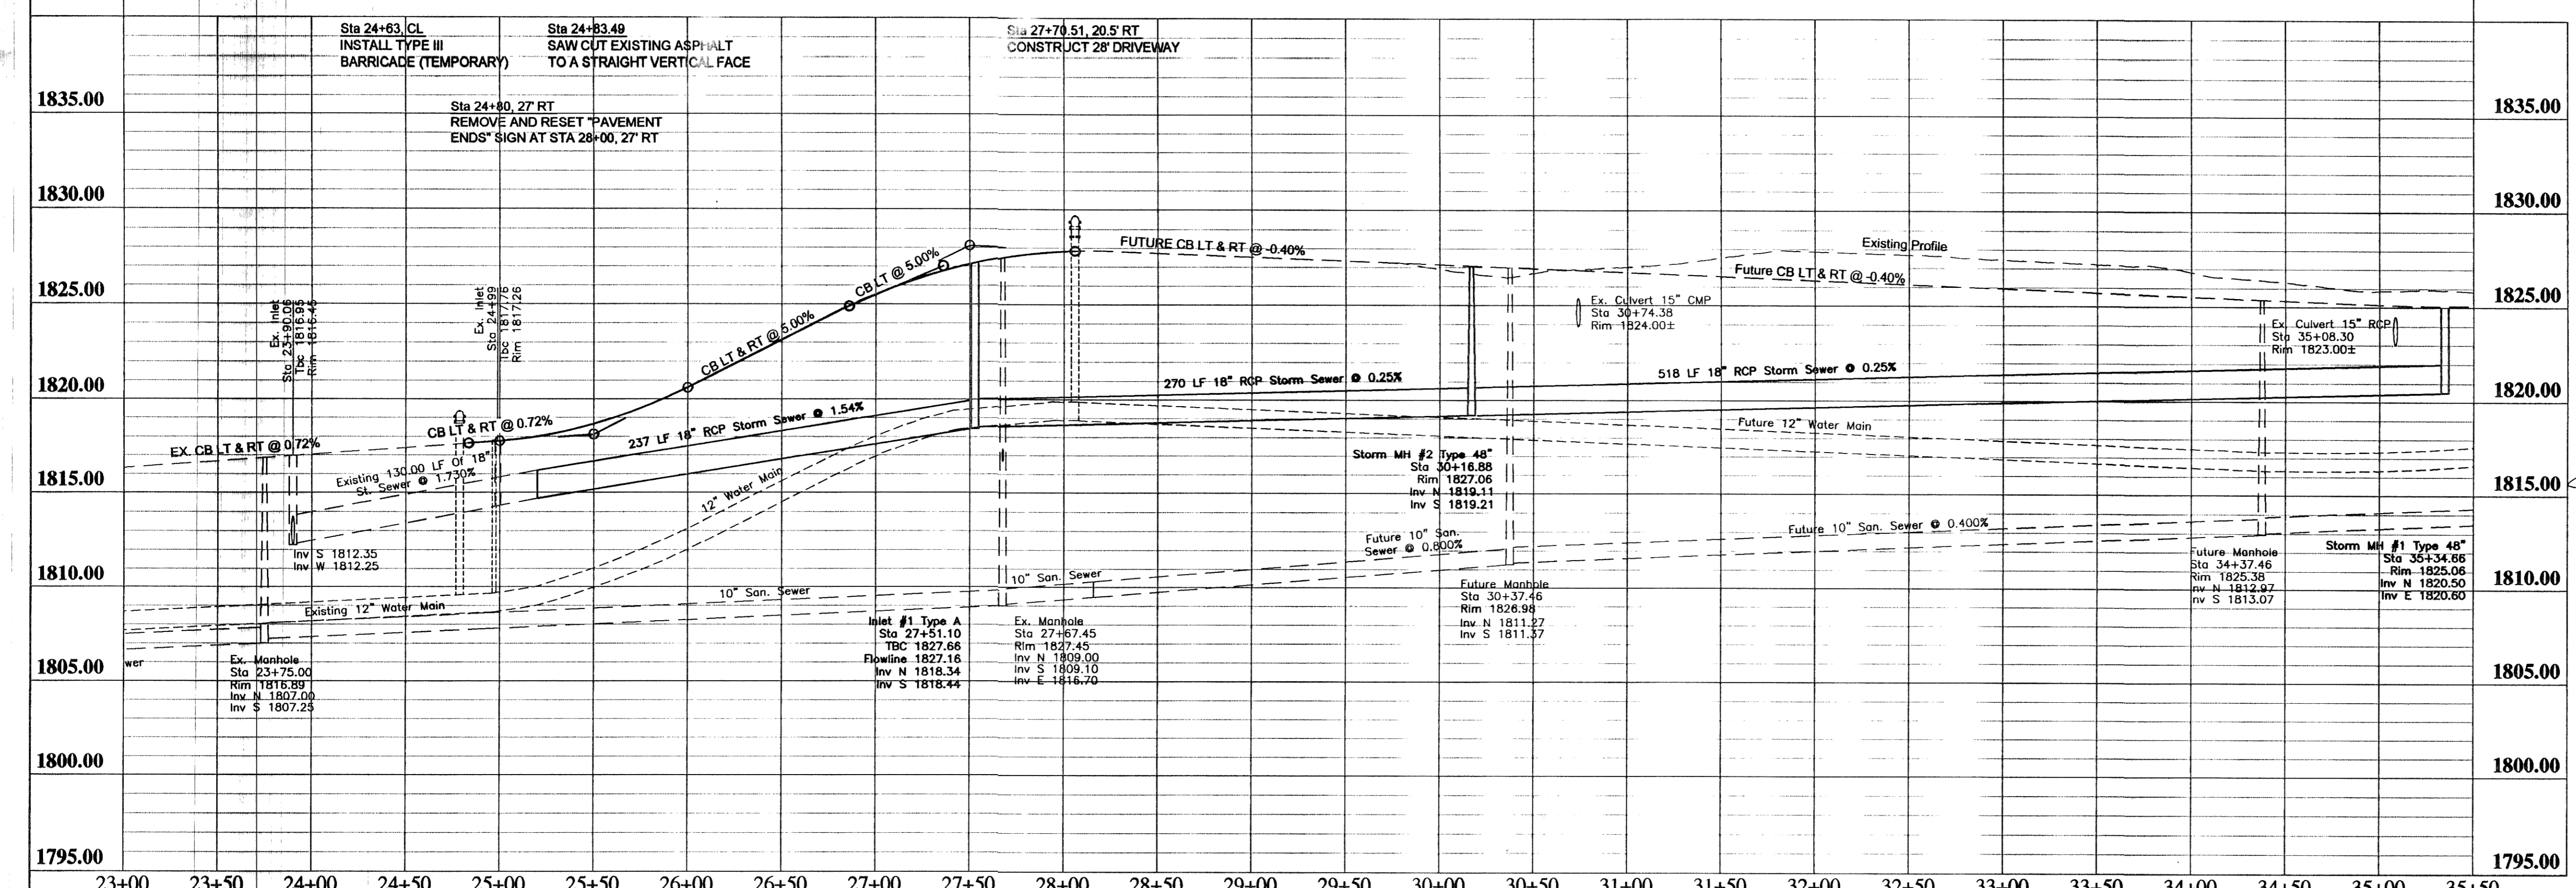 Sta 24+63, CL
INSTALL TYPE III
BARRICADE (TEMPORARY)
Sta 24+83.49
SAW CUT EXISTING ASPHALT
TO A STRAIGHT VERTICAL FACE
Sta 27+70.51, 20.5' RT
CONSTRUCT 28' DRIVEWAY
Sta 24+80, 27' RT
REMOVE AND RESET "PAVEMENT
ENDS" SIGN AT STA 28+00, 27' RT
1835.00
1835.00
1830.00
1830.00
1825.00
1825.00
1820.00
1820.00
1815.00
1815.00
1810.00
1810.00
1805.00
1805.00
1800.00
1800.00
1795.00
1795.00
Ex. Inlet
Sta 23+90.06
Tbc 1816.95
Rim 1816.45
Ex. Inlet
Sta 24+99
Tbc 1817.76
Rim 1817.26
EX. CB LT & RT @ 0.72%
CB LT & RT @ 0.72%
CB LT & RT @ 5.00%
CB LT @ 5.00%
FUTURE CB LT & RT @ -0.40%
Future CB LT & RT @ -0.40%
Existing Profile
Ex. Culvert 15" CMP
Sta 30+74.38
Rim 1824.00±
Ex. Culvert 15" RCP
Sta 35+08.30
Rim 1823.00±
Existing 130.00 LF Of 18"
St. Sewer @ 1.730%
237 LF 18" RCP Storm Sewer @ 1.54%
270 LF 18" RCP Storm Sewer @ 0.25%
518 LF 18" RCP Storm Sewer @ 0.25%
12" Water Main
Future 12" Water Main
Inv S 1812.35
Inv W 1812.25
Existing 12" Water Main
10" San. Sewer
10" San. Sewer
Future 10" San.
Sewer @ 0.800%
Future 10" San. Sewer @ 0.400%
wer
Ex. Manhole
Sta 23+75.00
Rim 1816.89
Inv N 1807.00
Inv S 1807.25
Inlet #1 Type A
Sta 27+51.10
TBC 1827.66
Flowline 1827.16
Inv N 1818.34
Inv S 1818.44
Ex. Manhole
Sta 27+67.45
Rim 1827.45
Inv N 1809.00
Inv S 1809.10
Inv E 1816.70
Storm MH #2 Type 48"
Sta 30+16.88
Rim 1827.06
Inv N 1819.11
Inv S 1819.21
Future Manhole
Sta 30+37.46
Rim 1826.98
Inv N 1811.27
Inv S 1811.37
Future Manhole
Sta 34+37.46
Rim 1825.38
Inv N 1812.97
Inv S 1813.07
Storm MH #1 Type 48"
Sta 35+34.66
Rim 1825.06
Inv N 1820.50
Inv E 1820.60
23+00 23+50 24+00 24+50 25+00 25+50 26+00 26+50 27+00 27+50 28+00 28+50 29+00 29+50 30+00 30+50 31+00 31+50 32+00 32+50 33+00 33+50 34+00 34+50 35+00 35+50